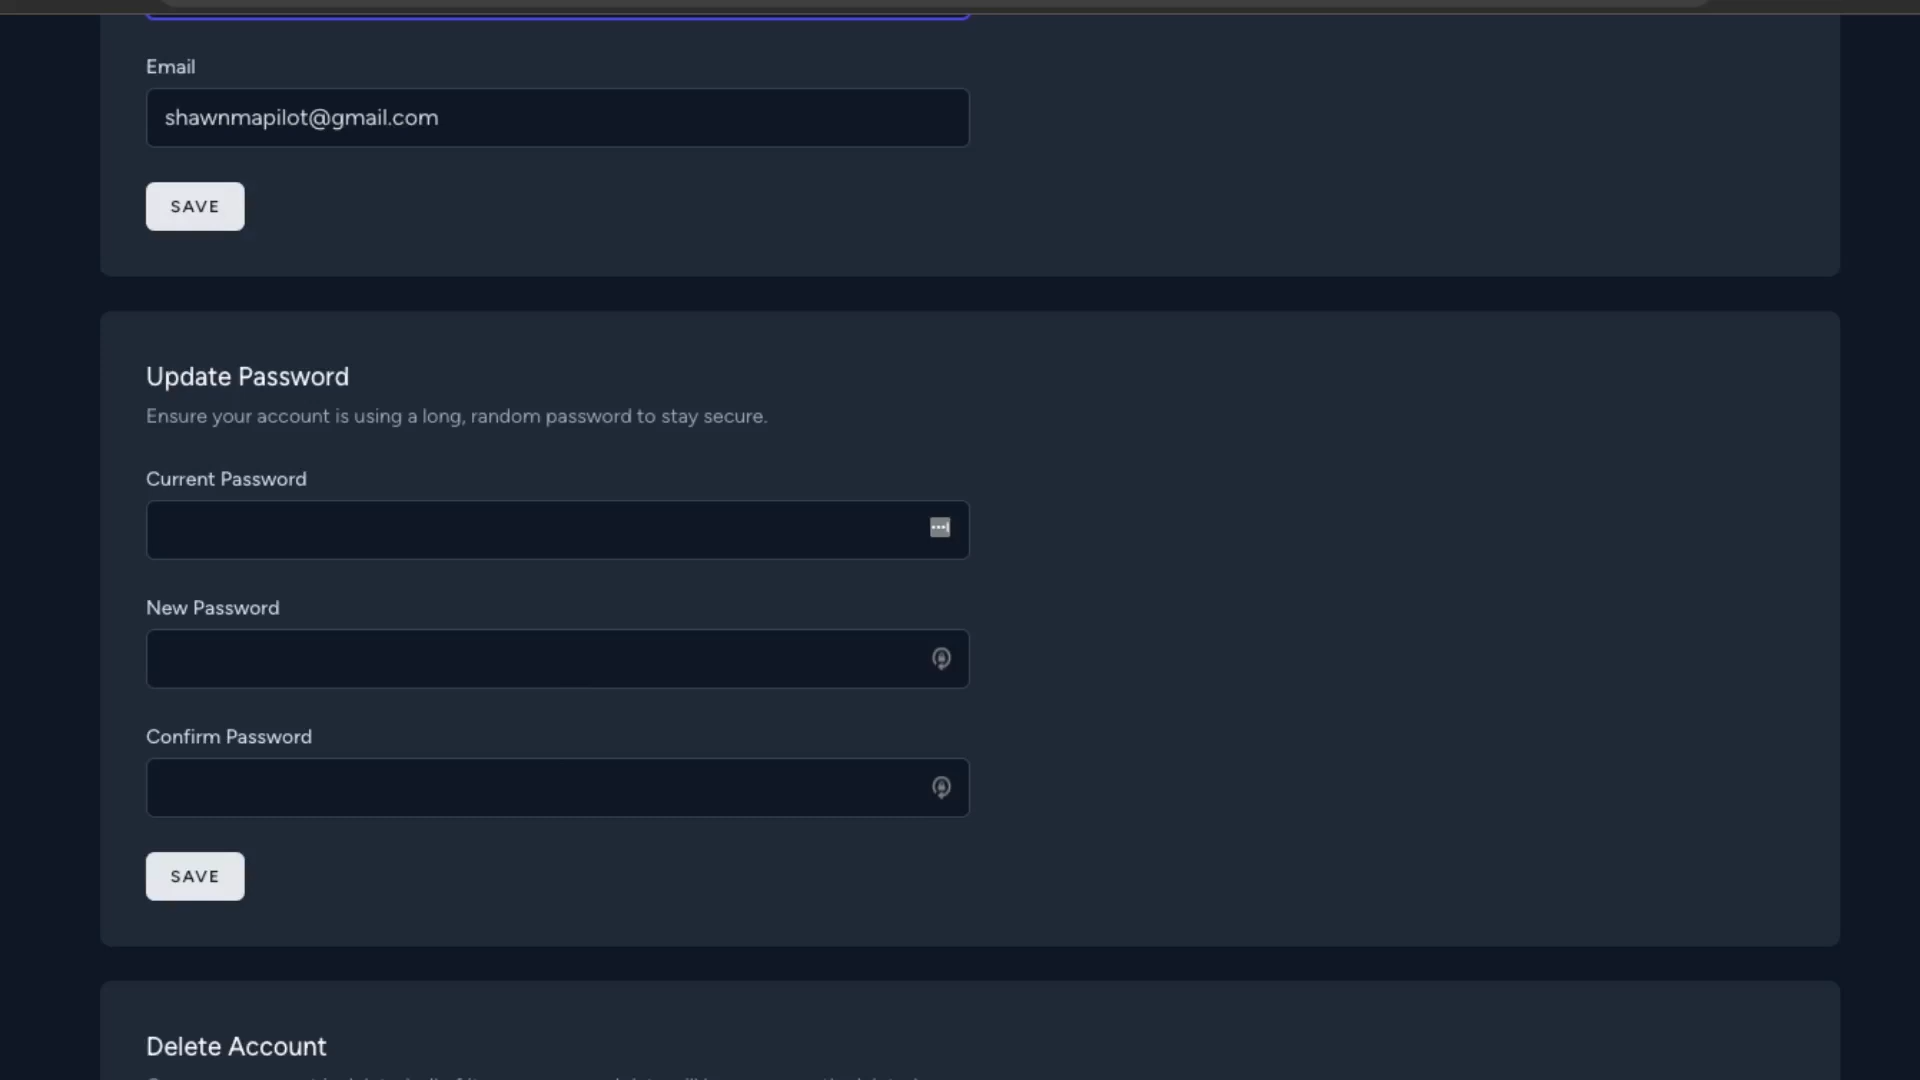 Email
shawnmapilot@gmail.com
SAVE
Update Password
Ensure your account is using a long, random password to stay secure.
Current Password
New Password
Confirm Password
SAVE
Delete Account